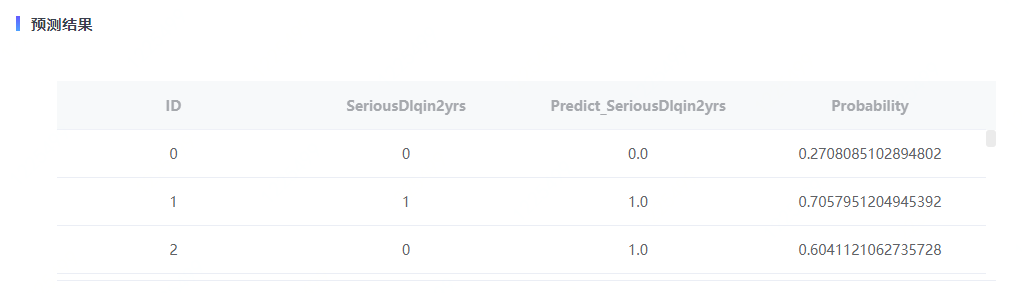 预测结果
ID SeriousDlqin2yrs Predict_SeriousDlqin2yrs Probability
0 0 0.0 0.2708085102894802
1 1 1.0 0.7057951204945392
2 0 1.0 0.6041121062735728